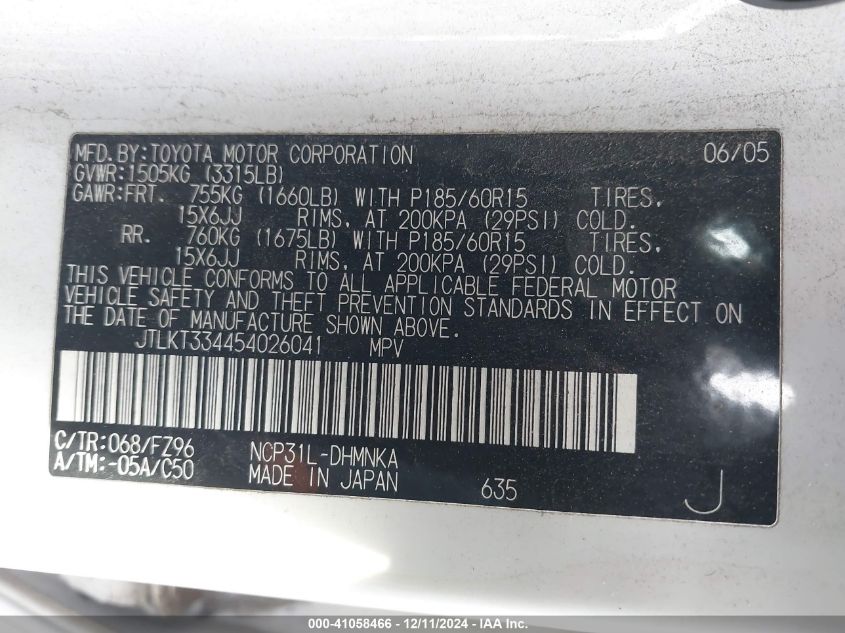 MFD.BY:TOYOTA MOTOR CORPORATION 06/05
GVWR:1505KG (3315LB)
GAWR:FRT. 755KG (1660LB) WITH P185/60R15 TIRES,
15X6JJ RIMS, AT 200KPA (29PSI) COLD.
RR. 760KG (1675LB) WITH P185/60R15 TIRES,
15X6JJ RIMS, AT 200KPA (29PSI) COLD.
THIS VEHICLE CONFORMS TO ALL APPLICABLE FEDERAL MOTOR
VEHICLE SAFETY AND THEFT PREVENTION STANDARDS IN EFFECT ON
THE DATE OF MANUFACTURE SHOWN ABOVE.
JTLKT334454026041 MPV
C/TR:068/FZ96 NCP31L-DHMNKA
A/TM:-05A/C50 MADE IN JAPAN 635 J
000-41058466 - 12/11/2024 - IMPACT AUCTIONS, LLC - COPYRIGHT